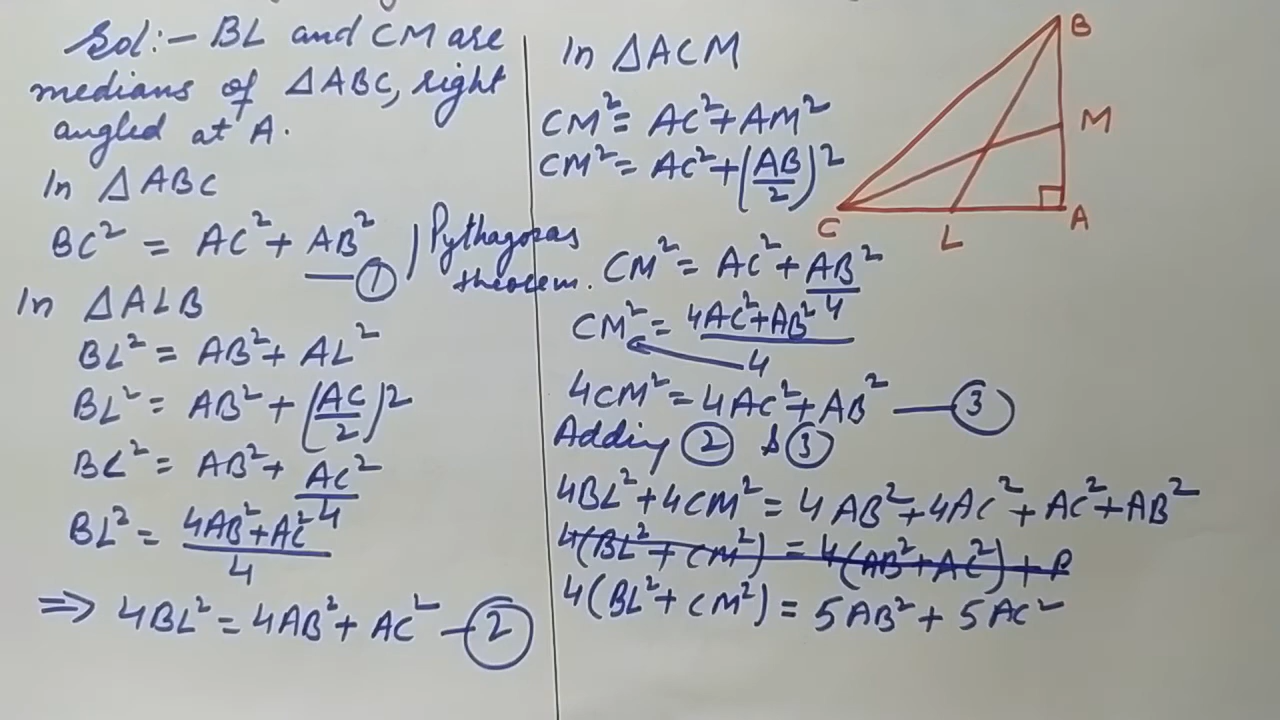 Sol:- BL and CM are
medians of △ABC, right
angled at A.
In △ABC
BC² = AC² + AB² , Pythagoras
—① theorem.
In △ALB
BL² = AB² + AL²
BL² = AB² + (AC/2)²
BL² = AB² + AC²/4
BL² = 4AB²+AC²/4
⇒ 4BL² = 4AB² + AC² —②
In △ACM
CM² = AC² + AM²
CM² = AC² + (AB/2)²
CM² = AC² + AB²/4
CM² = 4AC²+AB²/4
4CM² = 4AC² + AB² —③
Adding ② & ③
4BL² + 4CM² = 4AB² + 4AC² + AC² + AB²
4(BL² + CM²) = 4(AB² + AC²) +
4(BL² + CM²) = 5AB² + 5AC²
B
M
A
L
C